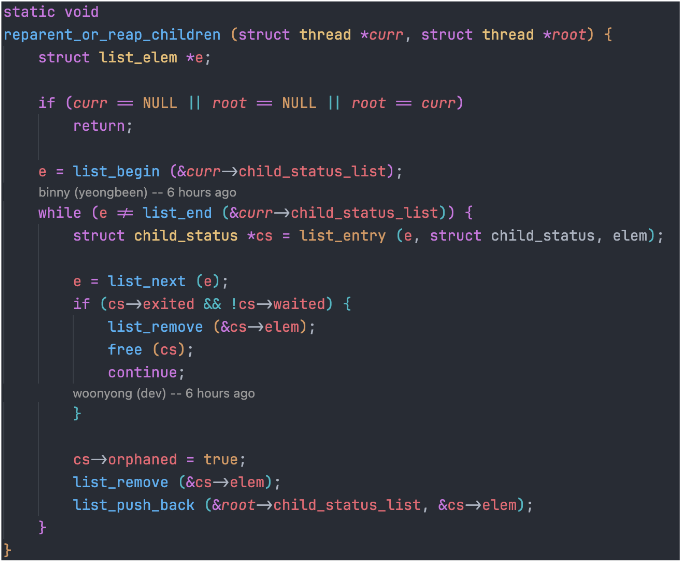 static void
reparent_or_reap_children (struct thread *curr, struct thread *root) {
struct list_elem *e;
if (curr == NULL || root == NULL || root == curr)
return;
e = list_begin (&curr->child_status_list);
binny (yeongbeen) -- 6 hours ago
while (e != list_end (&curr->child_status_list)) {
struct child_status *cs = list_entry (e, struct child_status, elem);
e = list_next (e);
if (cs->exited && !cs->waited) {
list_remove (&cs->elem);
free (cs);
continue;
woonyong (dev) -- 6 hours ago
}
cs->orphaned = true;
list_remove (&cs->elem);
list_push_back (&root->child_status_list, &cs->elem);
}
}